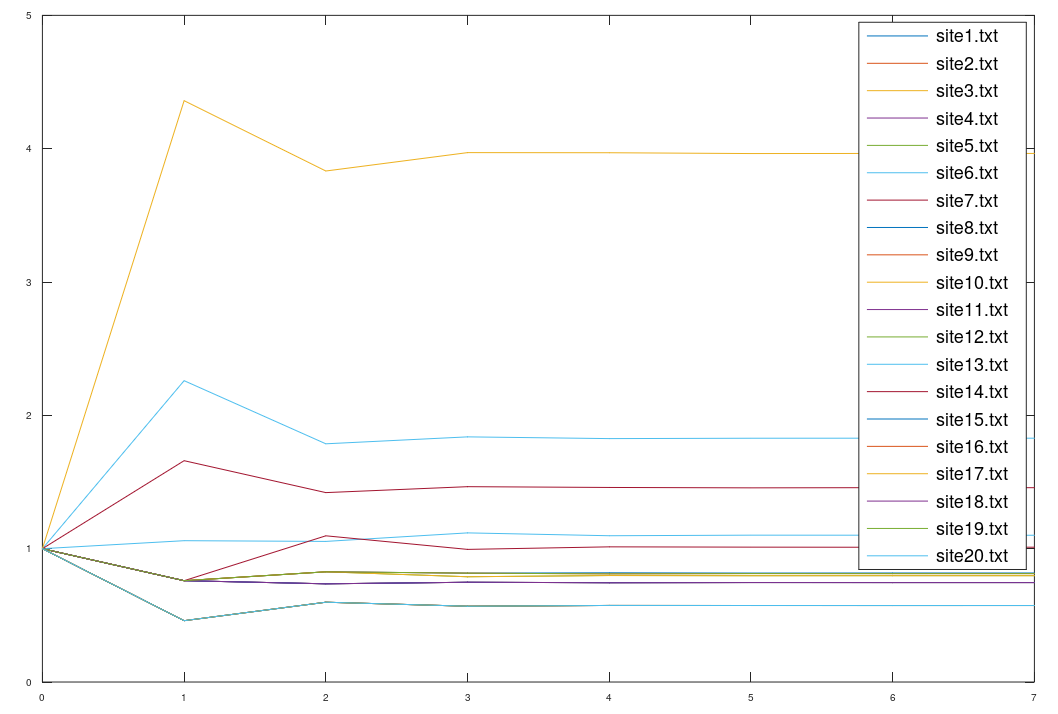 5
4
3
2
1
0
0 1 2 3 4 5 6 7
site1.txt
site2.txt
site3.txt
site4.txt
site5.txt
site6.txt
site7.txt
site8.txt
site9.txt
site10.txt
site11.txt
site12.txt
site13.txt
site14.txt
site15.txt
site16.txt
site17.txt
site18.txt
site19.txt
site20.txt